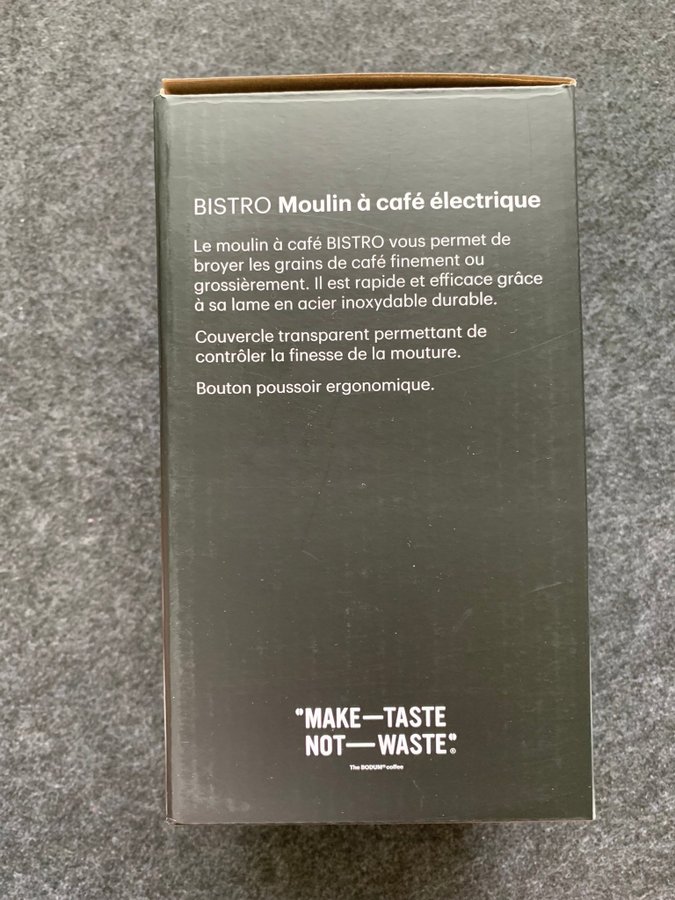 BISTRO Moulin à café électrique
Le moulin à café BISTRO vous permet de
broyer les grains de café finement ou
grossièrement. Il est rapide et efficace grâce
à sa lame en acier inoxydable durable.
Couvercle transparent permettant de
contrôler la finesse de la mouture.
Bouton poussoir ergonomique.
“MAKE—TASTE
NOT—WASTE”®
The BODUM® coffee